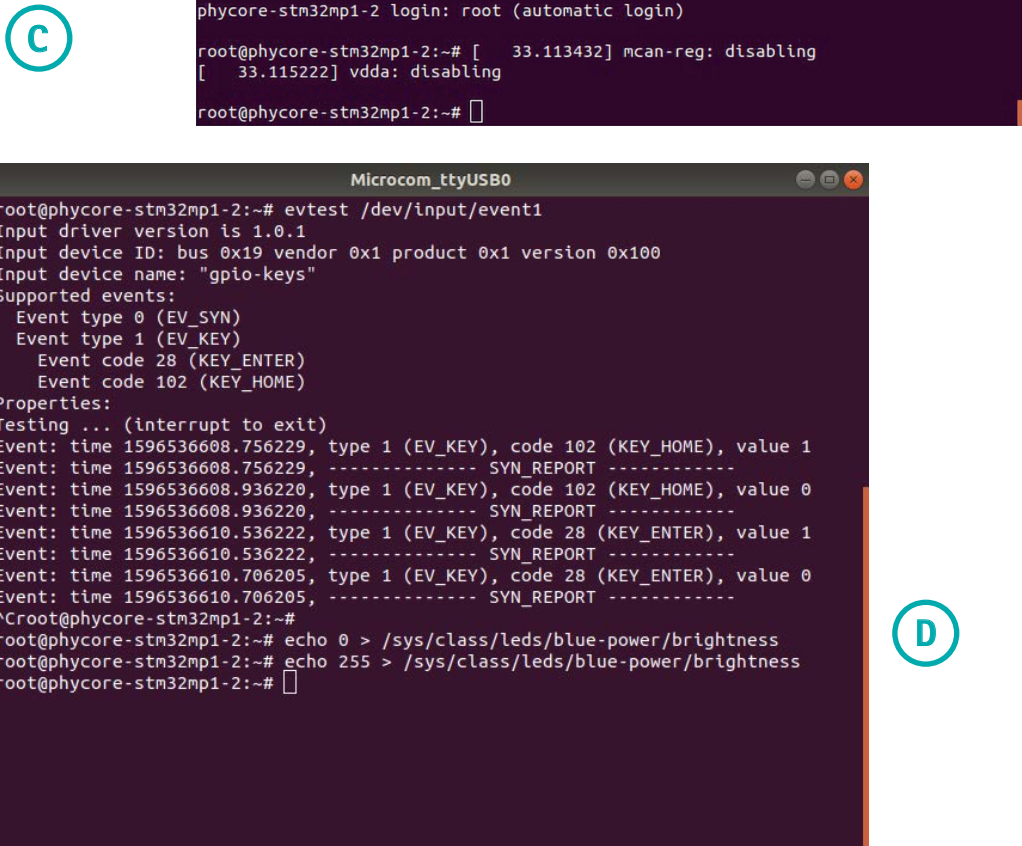 C
phycore-stm32mp1-2 login: root (automatic login)
root@phycore-stm32mp1-2:~# [   33.113432] mcan-reg: disabling
[   33.115222] vdda: disabling
root@phycore-stm32mp1-2:~#
Microcom_ttyUSB0
root@phycore-stm32mp1-2:~# evtest /dev/input/event1
Input driver version is 1.0.1
Input device ID: bus 0x19 vendor 0x1 product 0x1 version 0x100
Input device name: "gpio-keys"
Supported events:
  Event type 0 (EV_SYN)
  Event type 1 (EV_KEY)
    Event code 28 (KEY_ENTER)
    Event code 102 (KEY_HOME)
Properties:
Testing ... (interrupt to exit)
Event: time 1596536608.756229, type 1 (EV_KEY), code 102 (KEY_HOME), value 1
Event: time 1596536608.756229, -------------- SYN_REPORT ------------
Event: time 1596536608.936220, type 1 (EV_KEY), code 102 (KEY_HOME), value 0
Event: time 1596536608.936220, -------------- SYN_REPORT ------------
Event: time 1596536610.536222, type 1 (EV_KEY), code 28 (KEY_ENTER), value 1
Event: time 1596536610.536222, -------------- SYN_REPORT ------------
Event: time 1596536610.706205, type 1 (EV_KEY), code 28 (KEY_ENTER), value 0
Event: time 1596536610.706205, -------------- SYN_REPORT ------------
^Croot@phycore-stm32mp1-2:~#
root@phycore-stm32mp1-2:~# echo 0 > /sys/class/leds/blue-power/brightness
root@phycore-stm32mp1-2:~# echo 255 > /sys/class/leds/blue-power/brightness
root@phycore-stm32mp1-2:~#
D